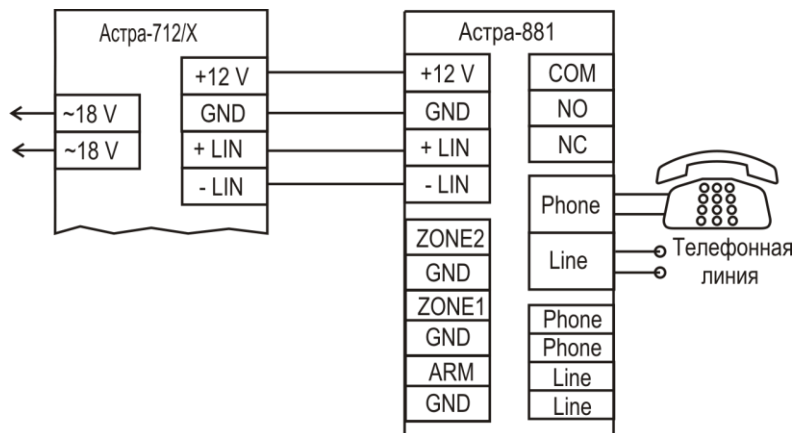 Астра-712/Х
+12 V
GND
+ LIN
- LIN
~18 V
~18 V
Астра-881
+12 V
GND
+ LIN
- LIN
ZONE2
GND
ZONE1
GND
ARM
GND
COM
NO
NC
Phone
Line
Phone
Phone
Line
Line
Телефонная
линия